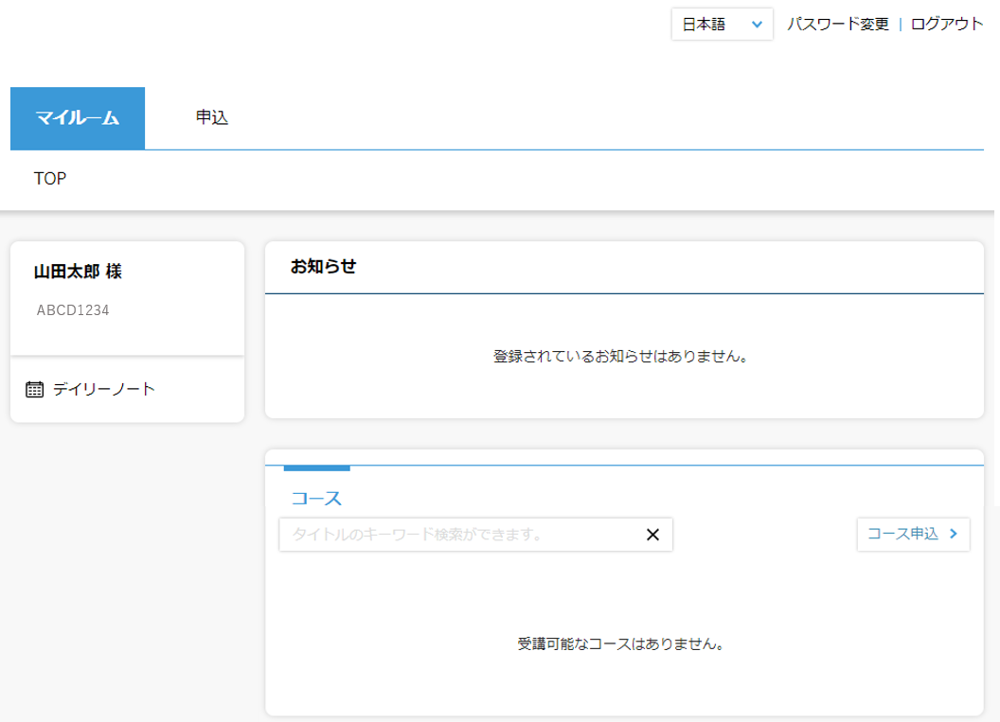 日本語
パスワード変更 | ログアウト
マイルーム
申込
TOP
山田太郎 様
ABCD1234
デイリーノート
お知らせ
登録されているお知らせはありません。
コース
タイトルのキーワード検索ができます。
コース申込
受講可能なコースはありません。